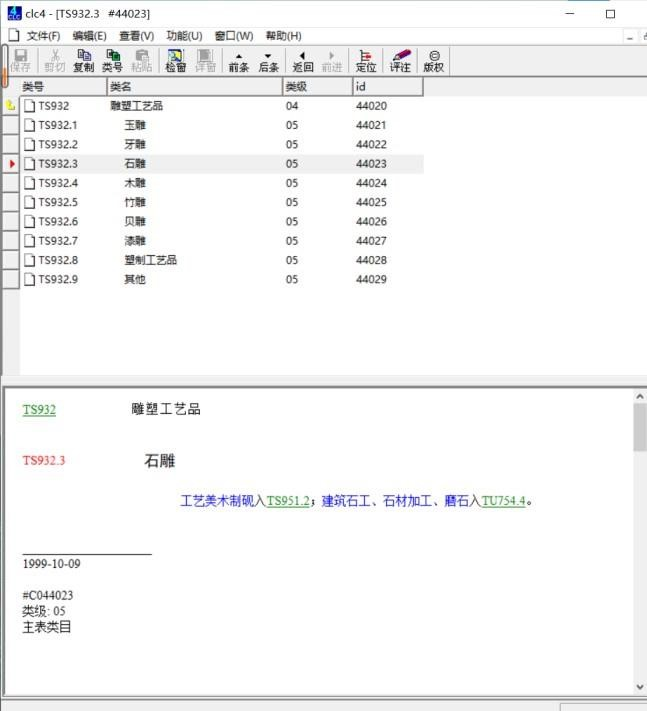 clc4 - [TS932.3 #44023]
文件(F) 编辑(E) 查看(V) 功能(U) 窗口(W) 帮助(H)
保存 剪切 复制 类号 粘贴 检窗 详窗 前条 后条 返回 前进 定位 评注 版权
类号 类名 类级 id
TS932 雕塑工艺品 04 44020
TS932.1 玉雕 05 44021
TS932.2 牙雕 05 44022
TS932.3 石雕 05 44023
TS932.4 木雕 05 44024
TS932.5 竹雕 05 44025
TS932.6 贝雕 05 44026
TS932.7 漆雕 05 44027
TS932.8 塑制工艺品 05 44028
TS932.9 其他 05 44029
TS932 雕塑工艺品
TS932.3 石雕
工艺美术制砚入TS951.2；建筑石工、石材加工、磨石入TU754.4。
1999-10-09
#C044023
类级: 05
主表类目